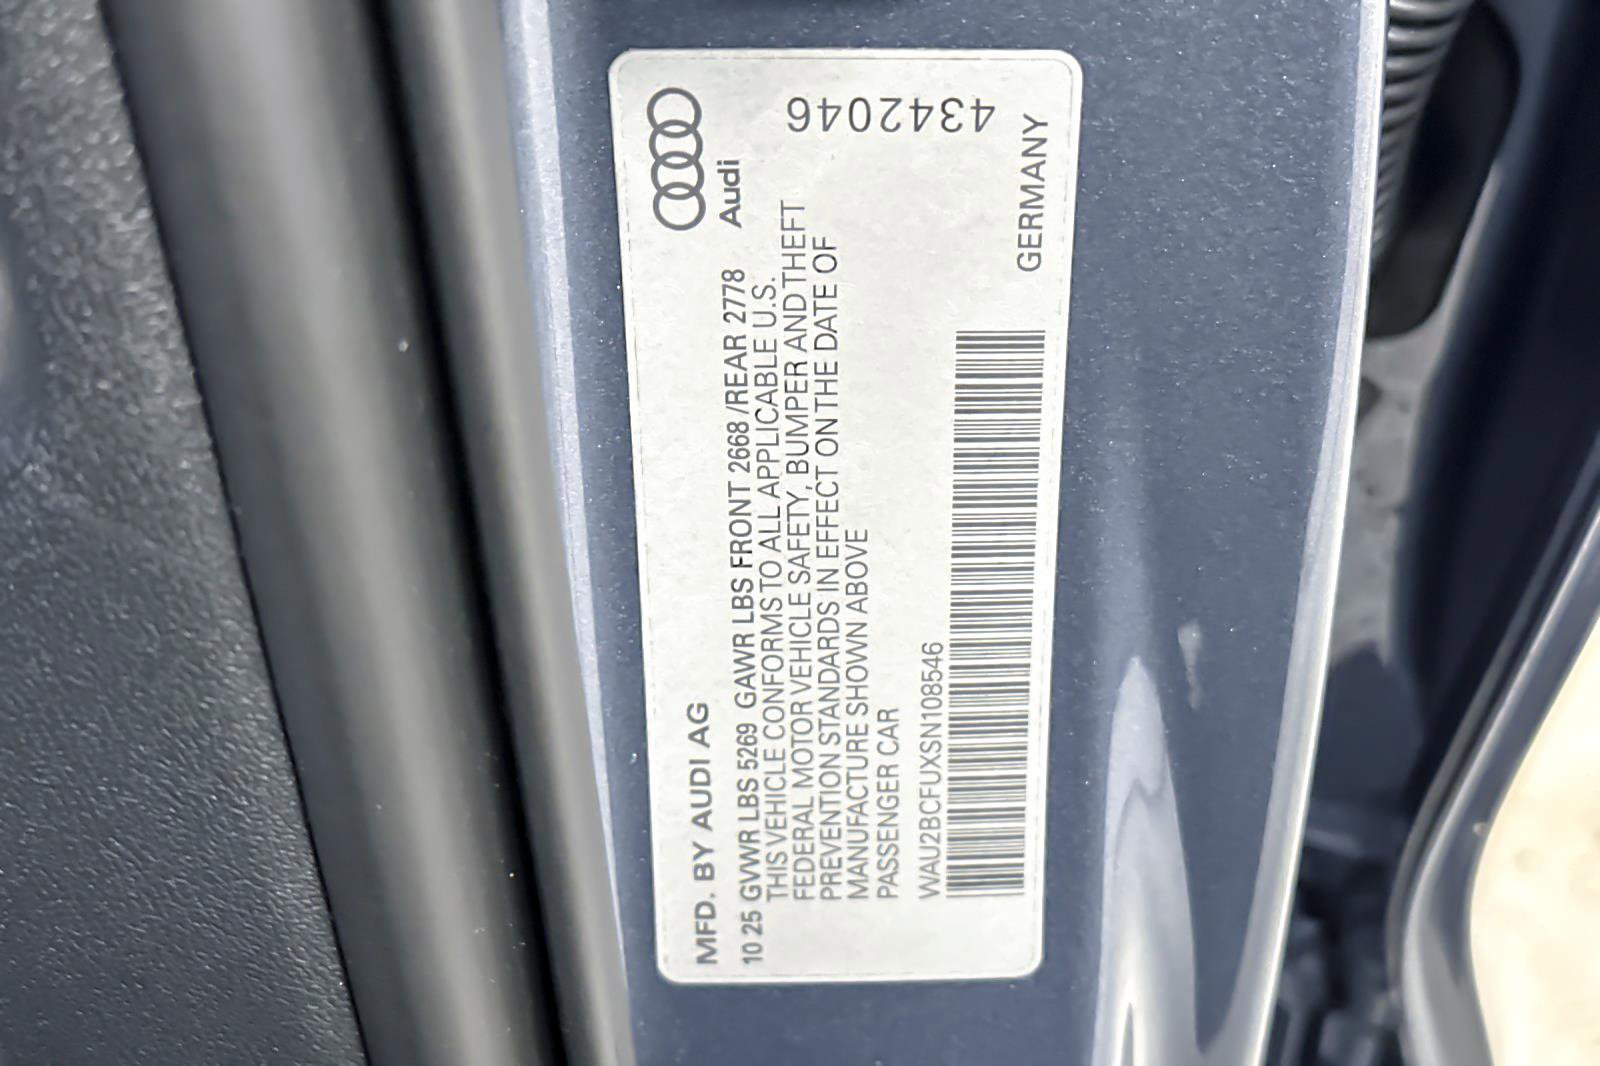 MFD. BY AUDI AG
Audi
10 25 GVWR LBS 5269 GAWR LBS FRONT 2668/REAR 2778
THIS VEHICLE CONFORMS TO ALL APPLICABLE U.S.
FEDERAL MOTOR VEHICLE SAFETY, BUMPER AND THEFT
PREVENTION STANDARDS IN EFFECT ON THE DATE OF
MANUFACTURE SHOWN ABOVE
PASSENGER CAR
WAU2BCFUXSN108546
GERMANY
4342046